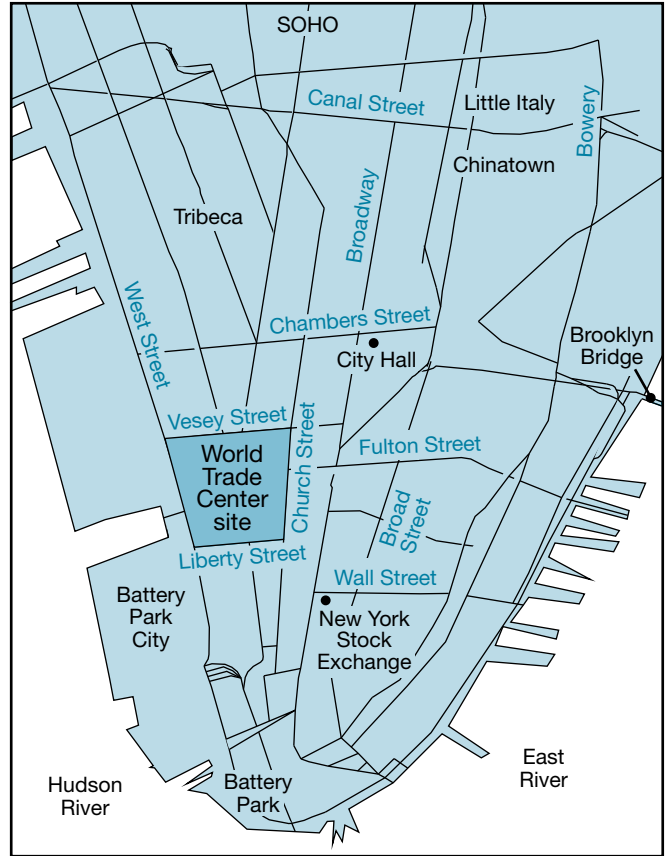 SOHO
Canal Street
Little Italy
Bowery
Chinatown
Broadway
Tribeca
West Street
Chambers Street
City Hall
Brooklyn
Bridge
Vesey Street
Church Street
Fulton Street
World
Trade
Center
site
Broad
Street
Liberty Street
Wall Street
Battery
Park
City
New York
Stock
Exchange
East
River
Hudson
River
Battery
Park